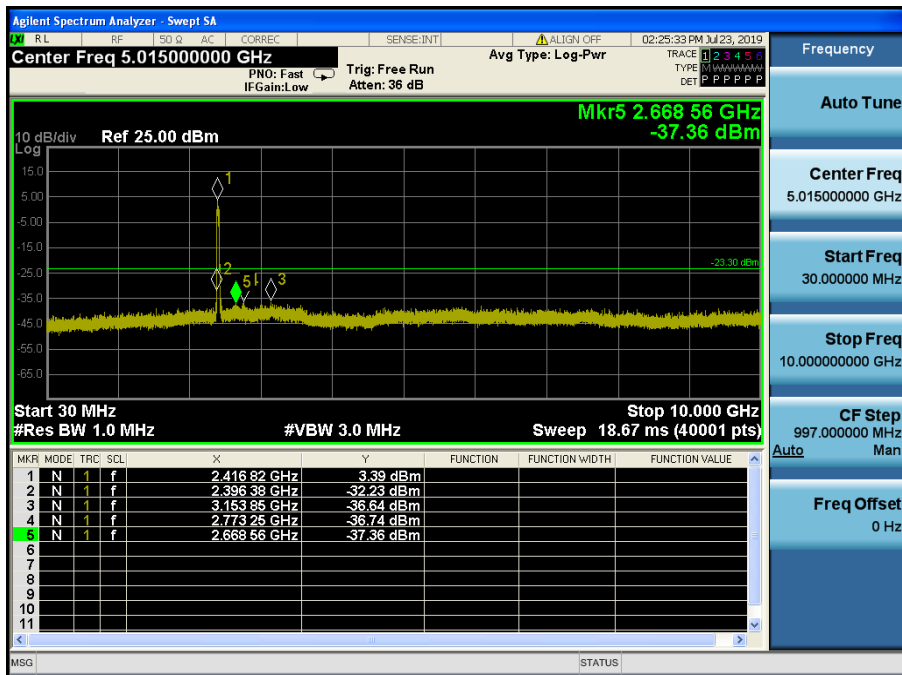 Agilent Spectrum Analyzer - Swept SA
LXI RL RF 50 Ω AC CORREC SENSE:INT ALIGN OFF 02:25:33 PM Jul 23, 2019
Center Freq 5.015000000 GHz
PNO: Fast
IFGain:Low
Trig: Free Run
Atten: 36 dB
Avg Type: Log-Pwr
TRACE 1 2 3 4 5 6
TYPE M WWWWW
DET P P P P P P
Mkr5 2.668 56 GHz
-37.36 dBm
10 dB/div Ref 25.00 dBm
Log
15.0
5.00
-5.00
-15.0
-25.0
-35.0
-45.0
-55.0
-65.0
1
2
5
3
-23.30 dBm
Start 30 MHz
Stop 10.000 GHz
#Res BW 1.0 MHz #VBW 3.0 MHz Sweep 18.67 ms (40001 pts)
MKR MODE TRC SCL X Y FUNCTION FUNCTION WIDTH FUNCTION VALUE
1 N 1 f 2.416 82 GHz 3.39 dBm
2 N 1 f 2.396 38 GHz -32.23 dBm
3 N 1 f 3.153 85 GHz -36.64 dBm
4 N 1 f 2.773 25 GHz -36.74 dBm
5 N 1 f 2.668 56 GHz -37.36 dBm
6
7
8
9
10
11
MSG
STATUS
Frequency
Auto Tune
Center Freq
5.015000000 GHz
Start Freq
30.000000 MHz
Stop Freq
10.000000000 GHz
CF Step
997.000000 MHz
Auto Man
Freq Offset
0 Hz